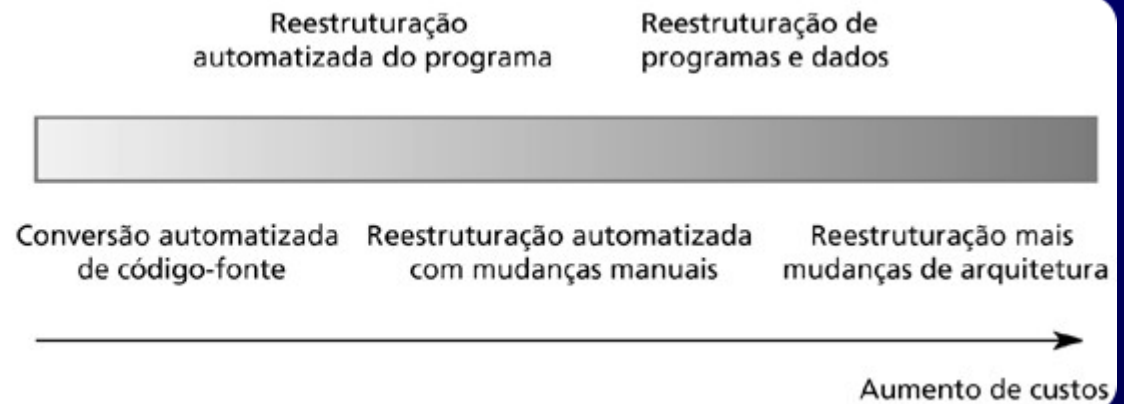 Reestruturação
automatizada do programa
Reestruturação de
programas e dados
Conversão automatizada
de código-fonte
Reestruturação automatizada
com mudanças manuais
Reestruturação mais
mudanças de arquitetura
Aumento de custos